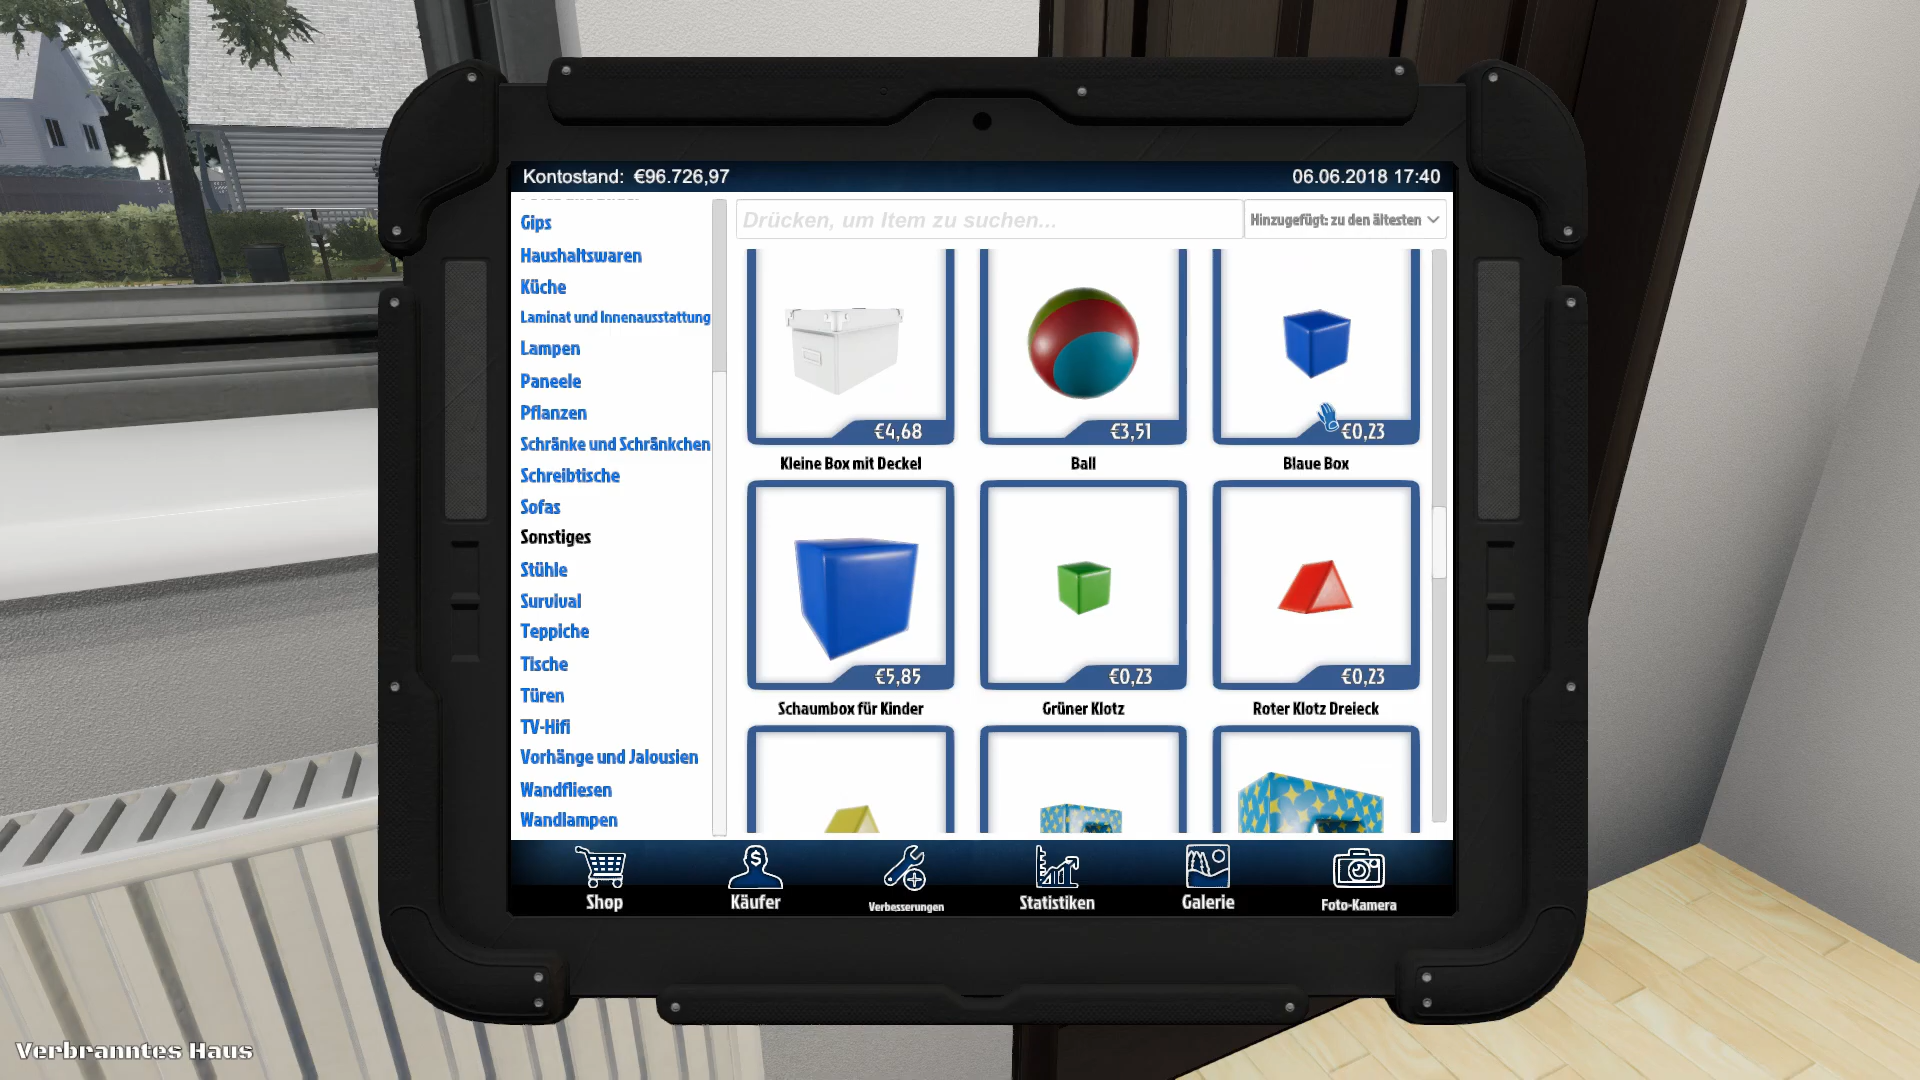 Kontostand: €96.726,97
06.06.2018 17:40
Drücken, um Item zu suchen...
Hinzugefügt: zu den ältesten
Gips
Haushaltswaren
Küche
Laminat und Innenausstattung
Lampen
Paneele
Pflanzen
Schränke und Schränkchen
Schreibtische
Sofas
Sonstiges
Stühle
Survival
Teppiche
Tische
Türen
TV-Hifi
Vorhänge und Jalousien
Wandfliesen
Wandlampen
€4,68
€3,51
€0,23
Kleine Box mit Deckel
Ball
Blaue Box
€5,85
€0,23
€0,23
Schaumbox für Kinder
Grüner Klotz
Roter Klotz Dreieck
Shop
Käufer
Verbesserungen
Statistiken
Galerie
Foto-Kamera
Verbranntes Haus